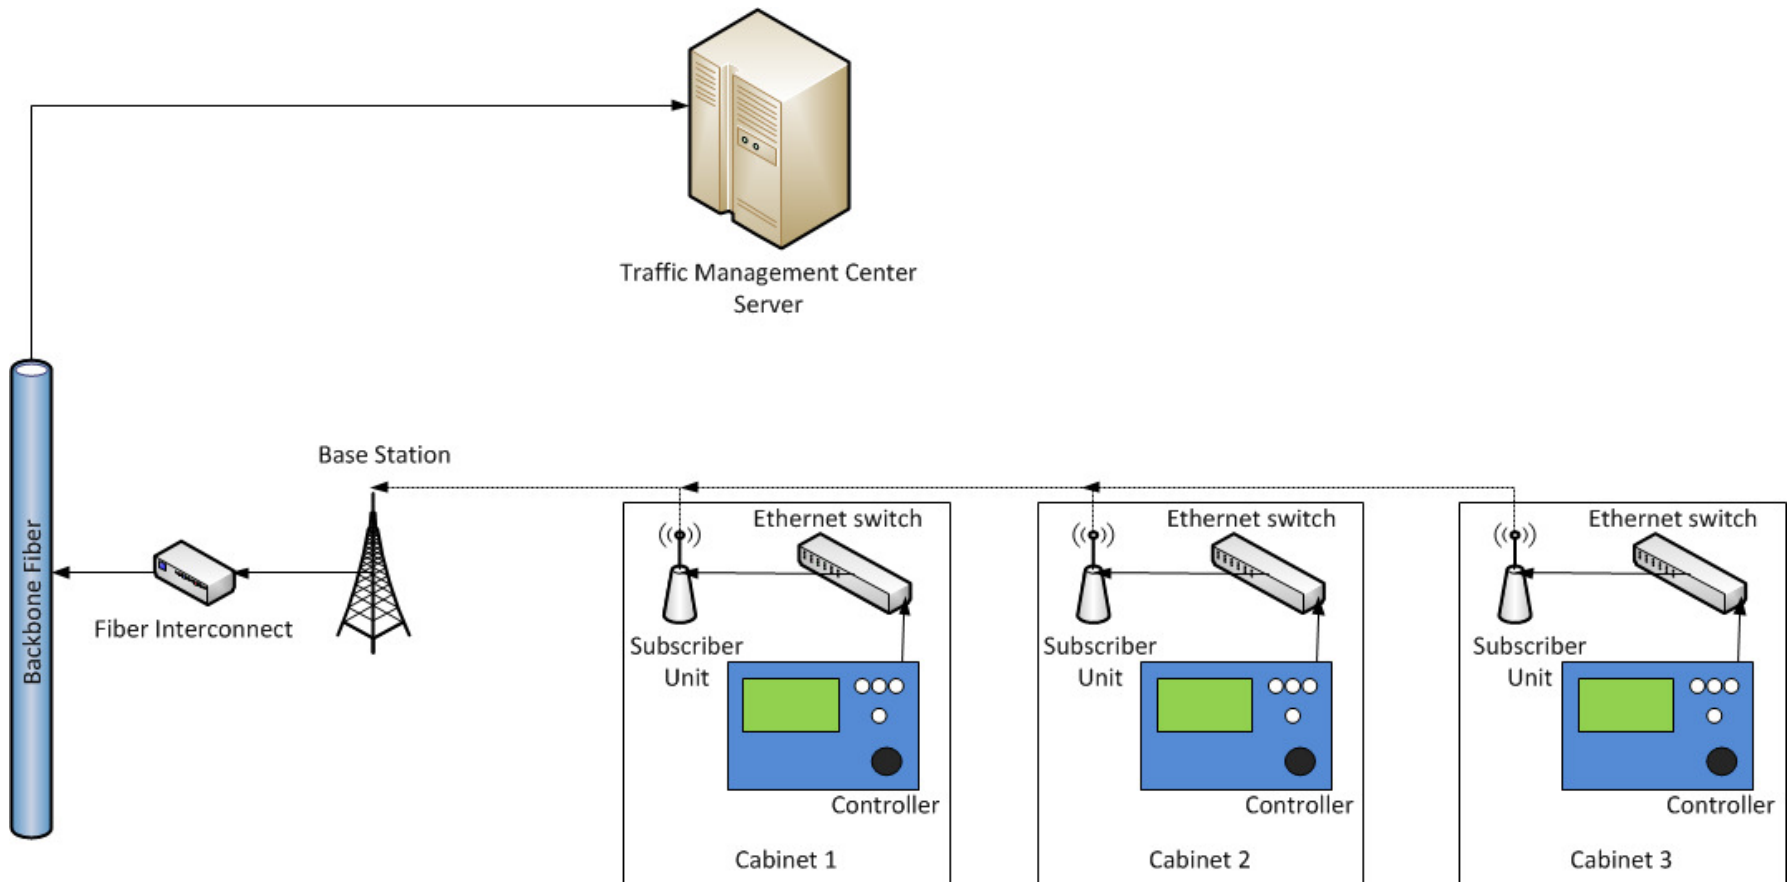 Traffic Management Center
Server
Base Station
Backbone Fiber
Fiber Interconnect
Ethernet switch
Subscriber
Unit
Controller
Cabinet 1
Ethernet switch
Subscriber
Unit
Controller
Cabinet 2
Ethernet switch
Subscriber
Unit
Controller
Cabinet 3